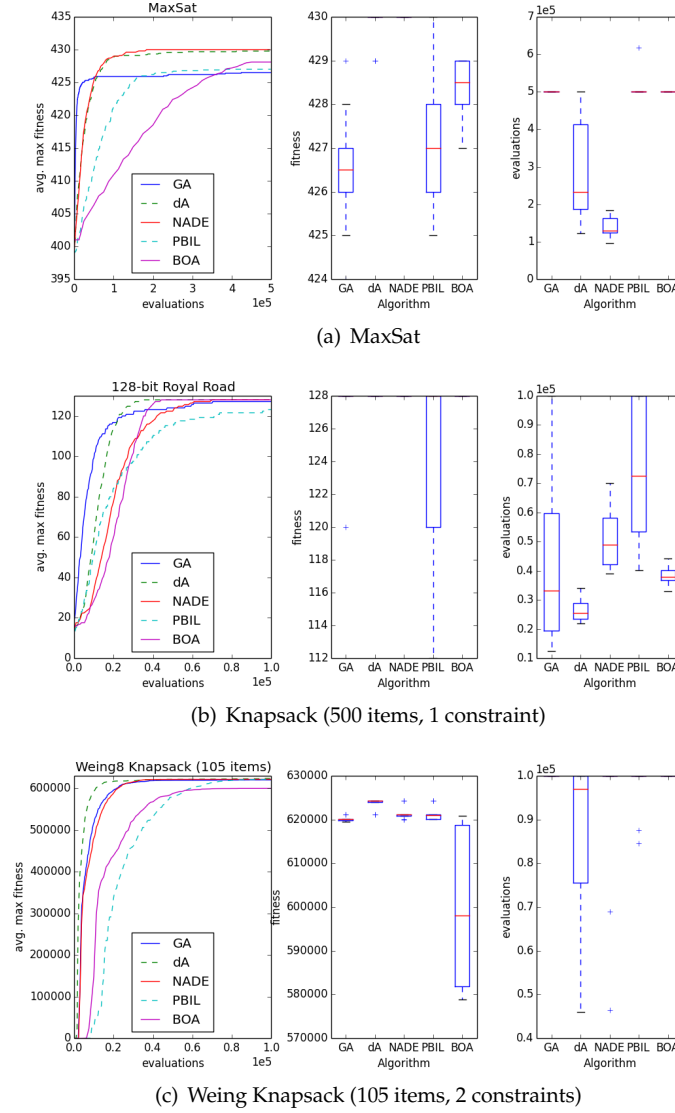 MaxSat
avg. max fitness
435
430
425
420
415
410
405
400
395
GA
dA
NADE
PBIL
BOA
0 1 2 3 4 5
evaluations 1e5
fitness
430
429
428
427
426
425
424
GA dA NADE PBIL BOA
Algorithm
1e5
evaluations
7
6
5
4
3
2
1
0
GA dA NADE PBIL BOA
Algorithm
(a) MaxSat
128-bit Royal Road
avg. max fitness
120
100
80
60
40
20
0
GA
dA
NADE
PBIL
BOA
0.0 0.2 0.4 0.6 0.8 1.0
evaluations 1e5
fitness
128
126
124
122
120
118
116
114
112
GA dA NADE PBIL BOA
Algorithm
1e5
evaluations
1.0
0.9
0.8
0.7
0.6
0.5
0.4
0.3
0.2
0.1
GA dA NADE PBIL BOA
Algorithm
(b) Knapsack (500 items, 1 constraint)
Weing8 Knapsack (105 items)
avg. max fitness
600000
500000
400000
300000
200000
100000
0
GA
dA
NADE
PBIL
BOA
0.0 0.2 0.4 0.6 0.8 1.0
evaluations 1e5
fitness
630000
620000
610000
600000
590000
580000
570000
GA dA NADE PBIL BOA
Algorithm
1e5
evaluations
1.0
0.9
0.8
0.7
0.6
0.5
0.4
GA dA NADE PBIL BOA
Algorithm
(c) Weing Knapsack (105 items, 2 constraints)